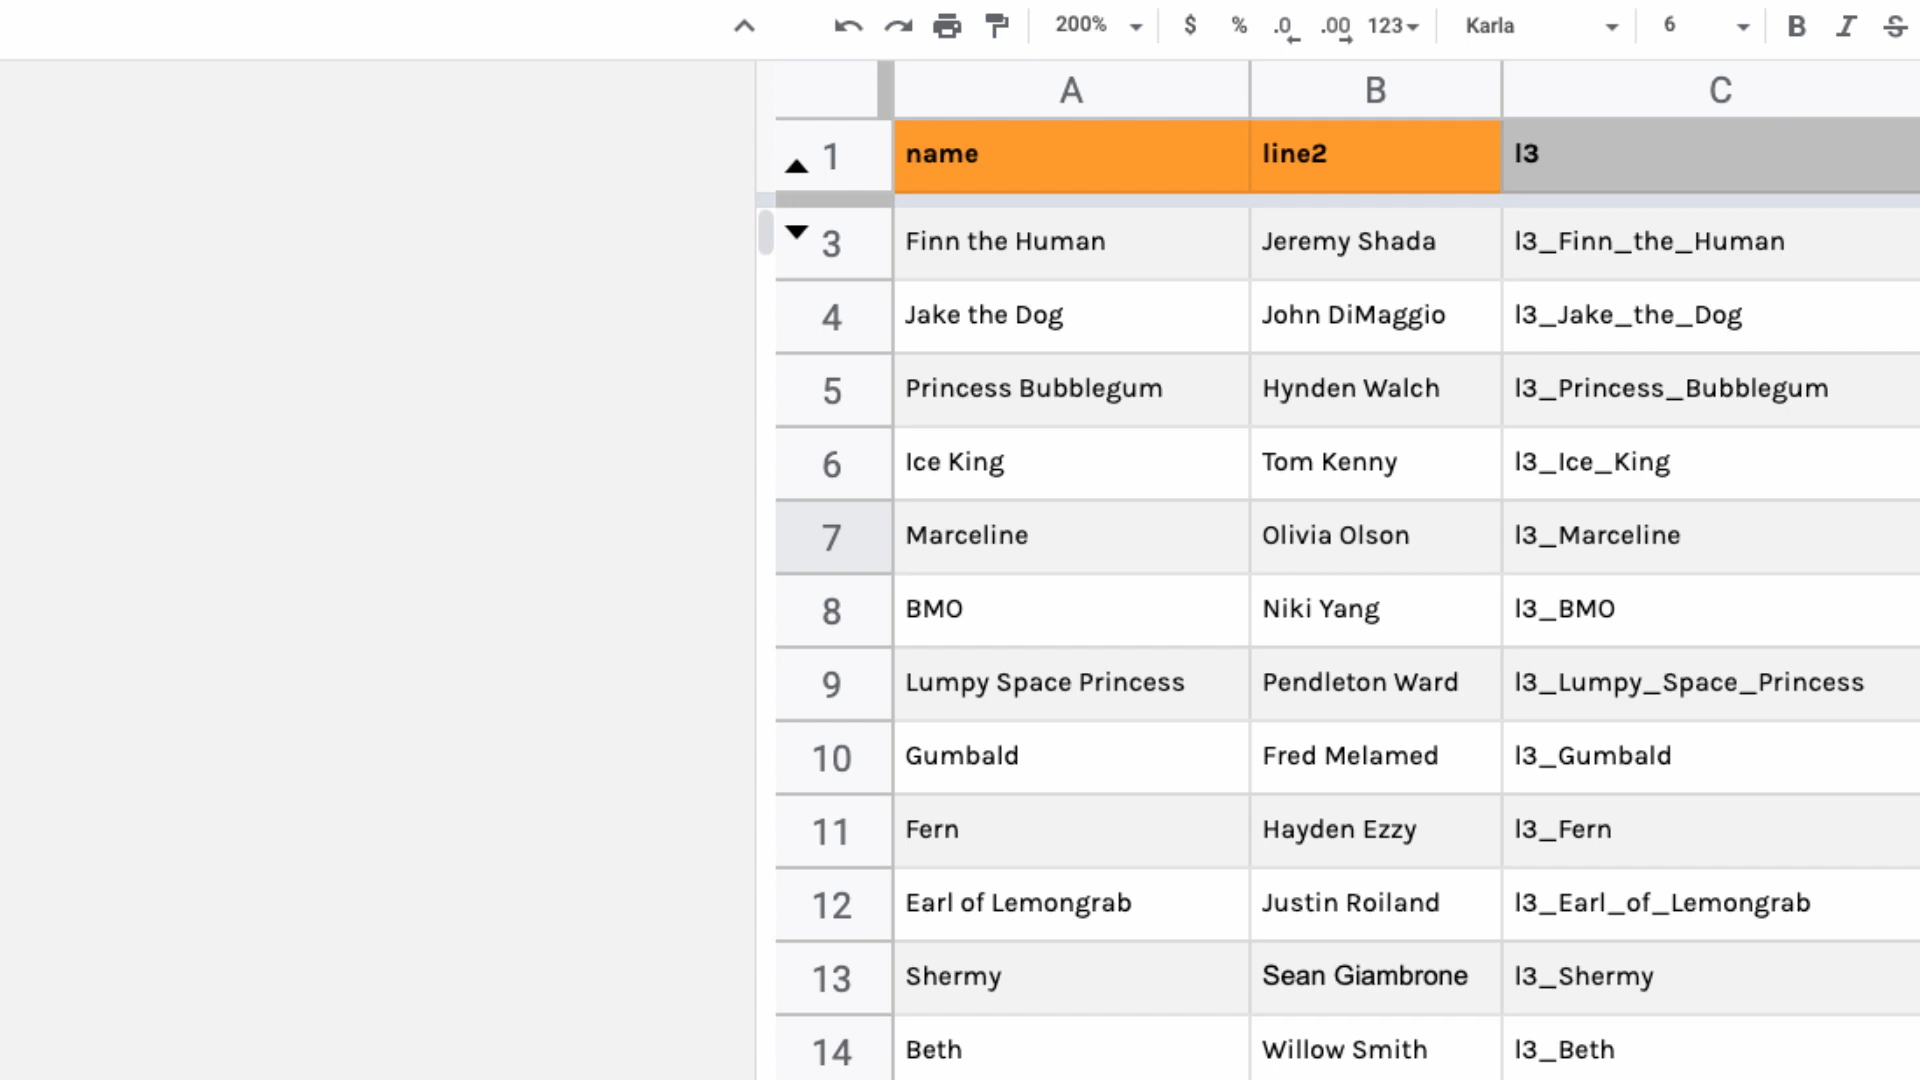 200% $ % .0 .00 123 Karla 6 B I S
A B C
1 name line2 l3
3 Finn the Human Jeremy Shada l3_Finn_the_Human
4 Jake the Dog John DiMaggio l3_Jake_the_Dog
5 Princess Bubblegum Hynden Walch l3_Princess_Bubblegum
6 Ice King Tom Kenny l3_Ice_King
7 Marceline Olivia Olson l3_Marceline
8 BMO Niki Yang l3_BMO
9 Lumpy Space Princess Pendleton Ward l3_Lumpy_Space_Princess
10 Gumbald Fred Melamed l3_Gumbald
11 Fern Hayden Ezzy l3_Fern
12 Earl of Lemongrab Justin Roiland l3_Earl_of_Lemongrab
13 Shermy Sean Giambrone l3_Shermy
14 Beth Willow Smith l3_Beth